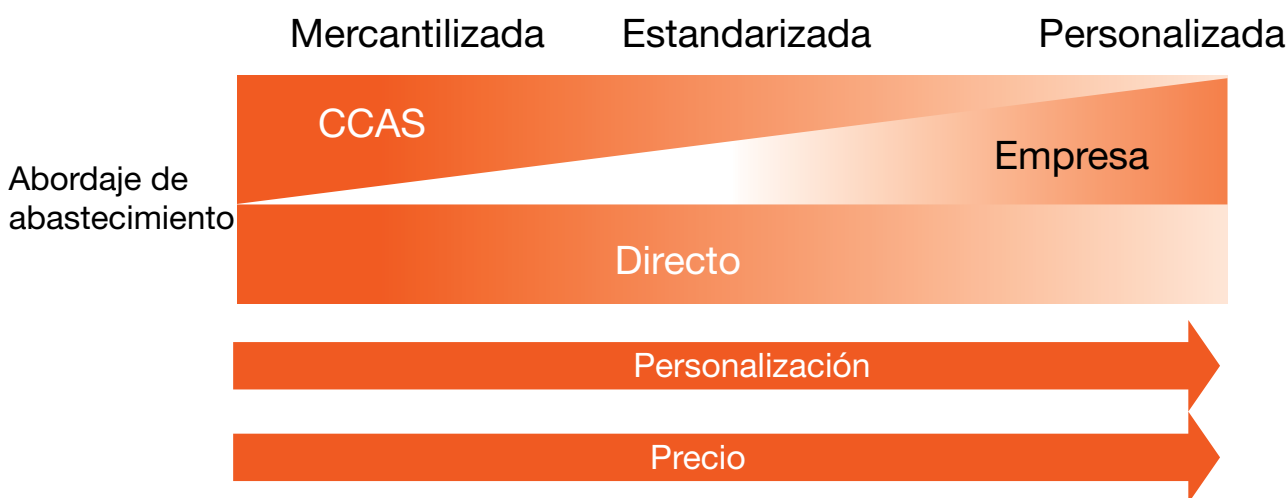 Mercantilizada Estandarizada Personalizada
CCAS
Empresa
Abordaje de
abastecimiento
Directo
Personalización
Precio